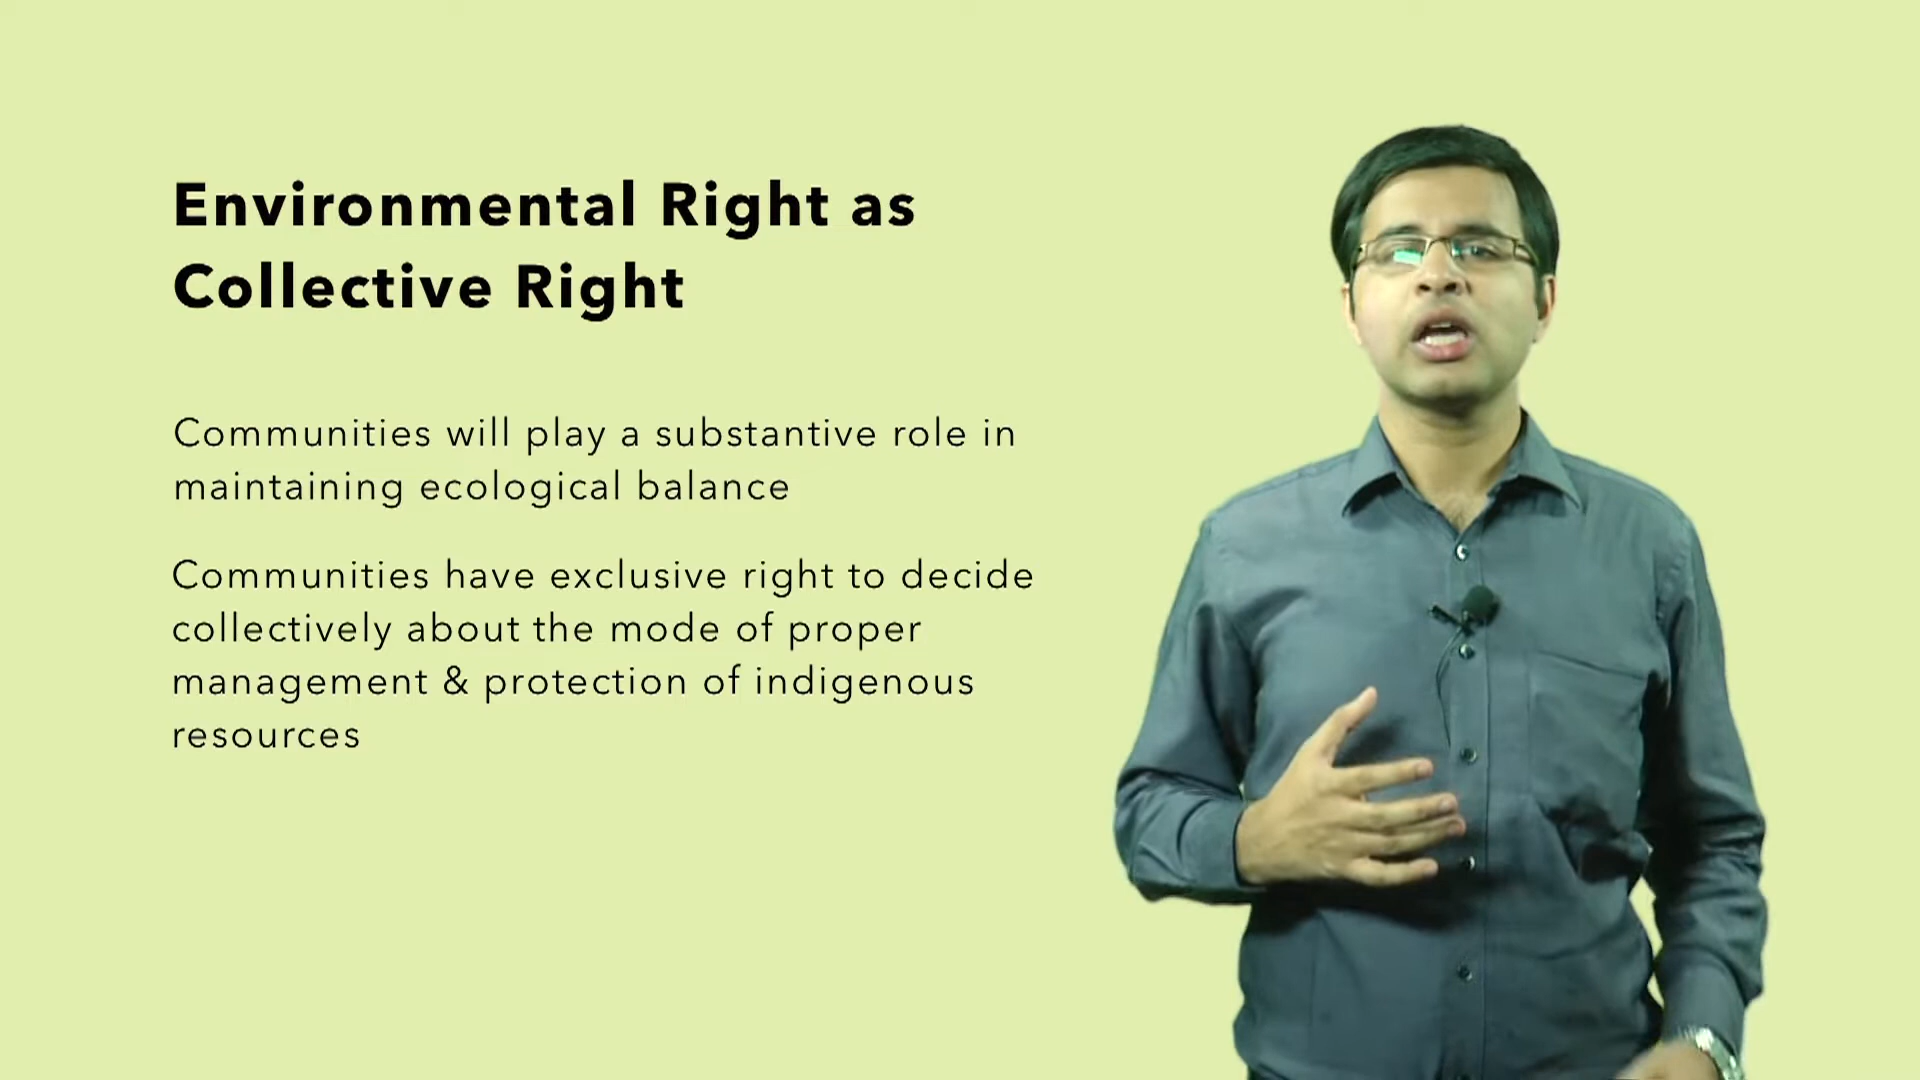 Environmental Right as
Collective Right
Communities will play a substantive role in
maintaining ecological balance
Communities have exclusive right to decide
collectively about the mode of proper
management & protection of indigenous
resources